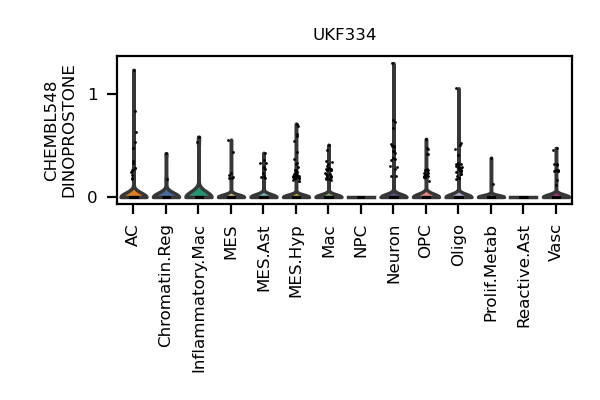 UKF334
CHEMBL548
DINOPROSTONE
1
0
AC
Chromatin.Reg
Inflammatory.Mac
MES
MES.Ast
MES.Hyp
Mac
NPC
Neuron
OPC
Oligo
Prolif.Metab
Reactive.Ast
Vasc